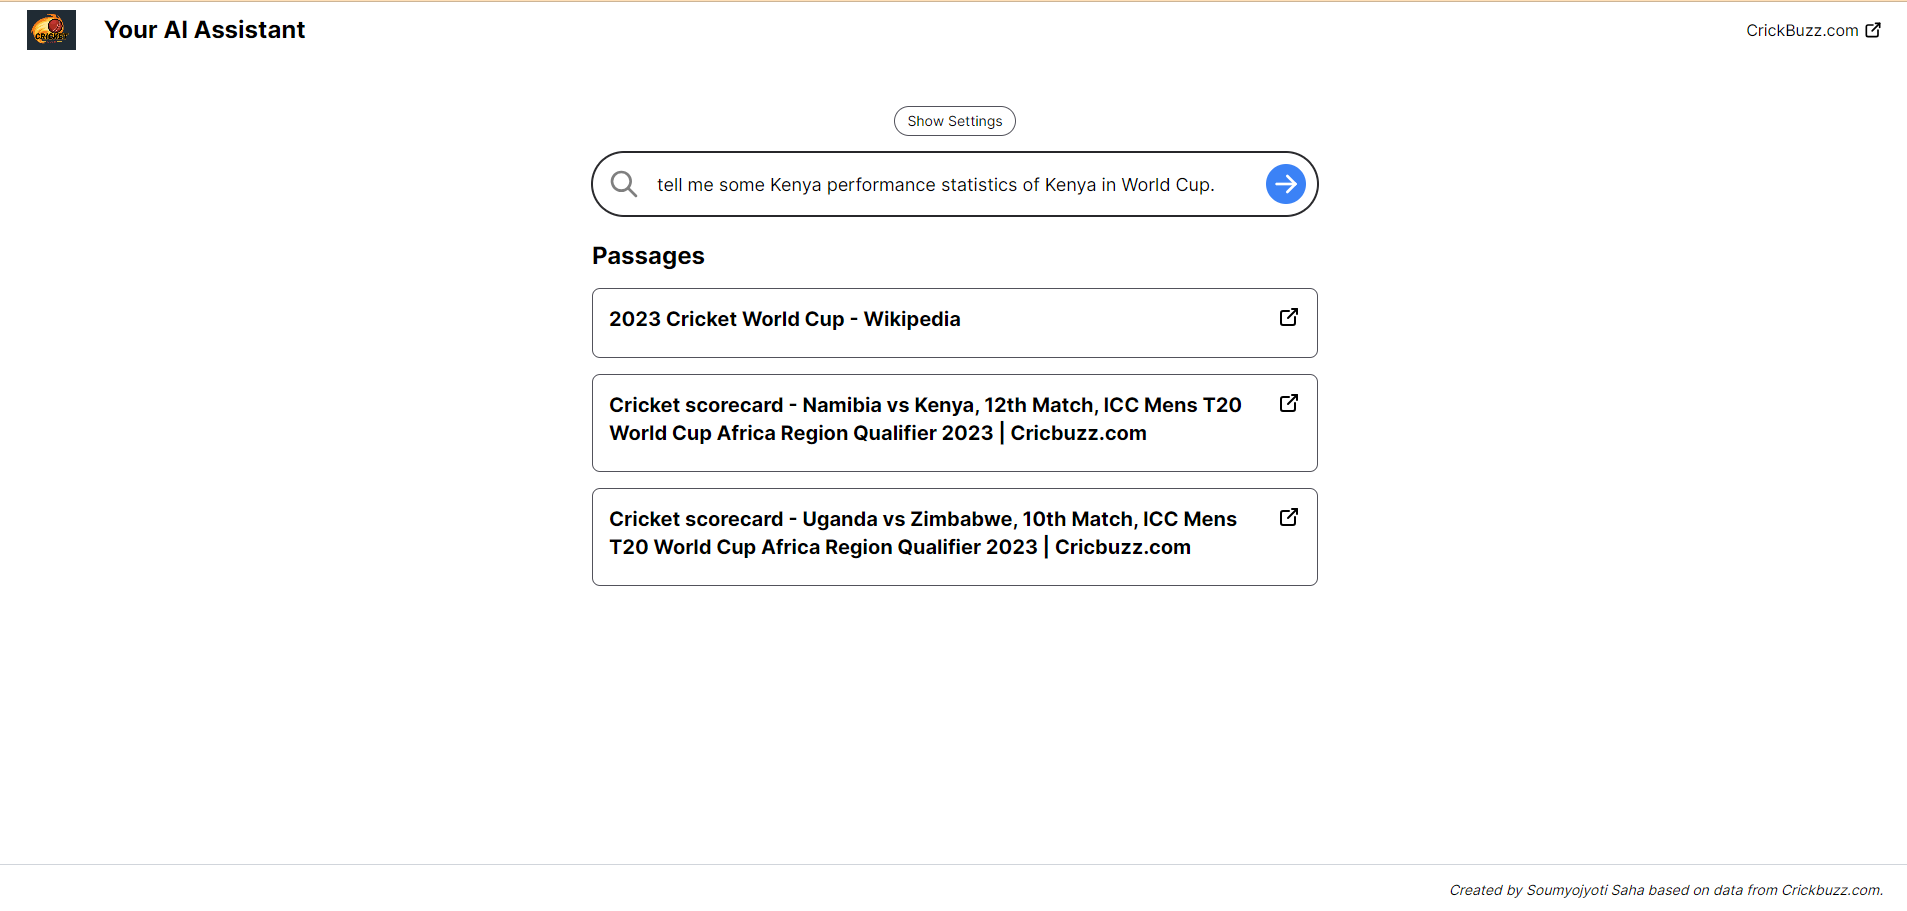 CRICKET
Your AI Assistant
CrickBuzz.com
Show Settings
tell me some Kenya performance statistics of Kenya in World Cup.
Passages
2023 Cricket World Cup - Wikipedia
Cricket scorecard - Namibia vs Kenya, 12th Match, ICC Mens T20
World Cup Africa Region Qualifier 2023 | Cricbuzz.com
Cricket scorecard - Uganda vs Zimbabwe, 10th Match, ICC Mens
T20 World Cup Africa Region Qualifier 2023 | Cricbuzz.com
Created by Soumyojyoti Saha based on data from Crickbuzz.com.